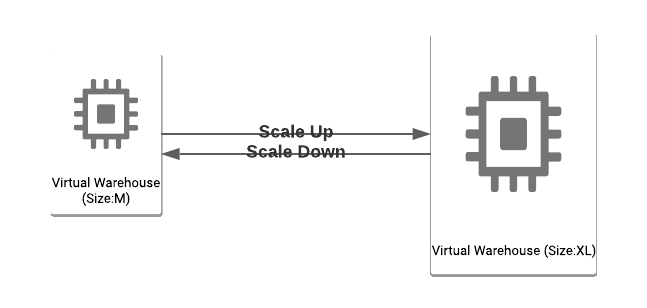 Scale Up
Scale Down
Virtual Warehouse
(Size:M)
Virtual Warehouse (Size:XL)